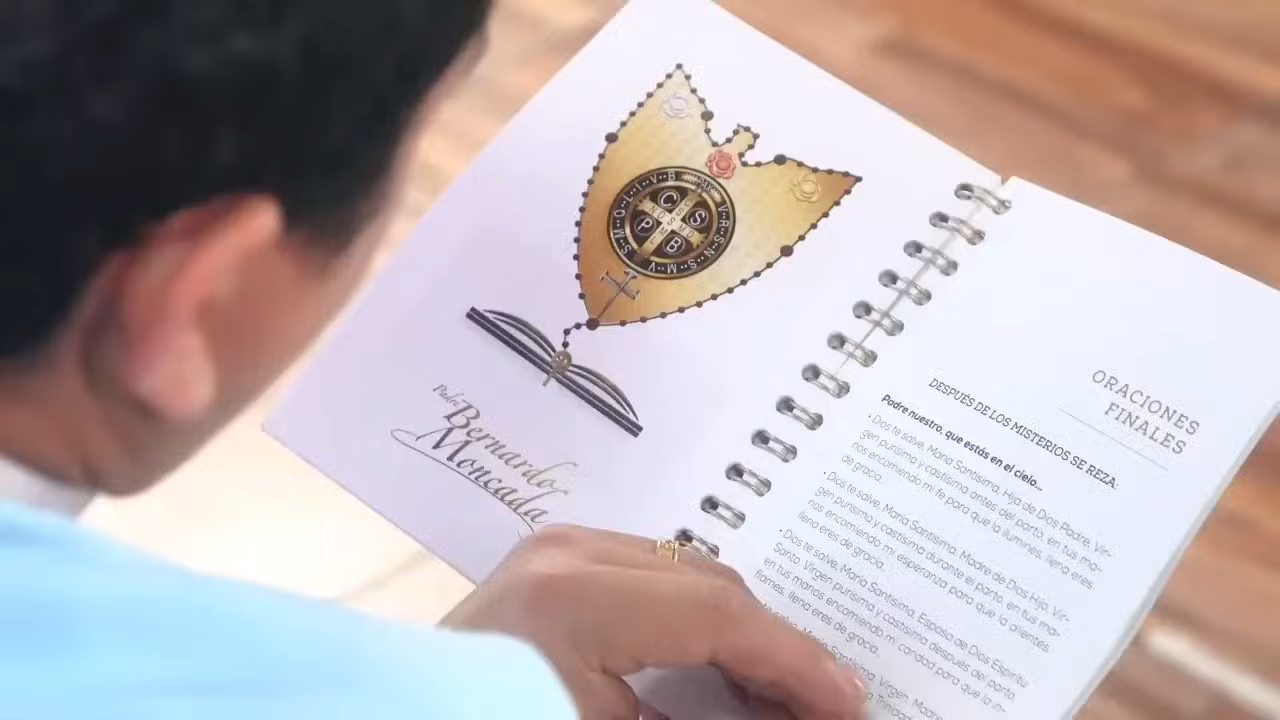 Padre
Bernardo
Moncada
ORACIONES
FINALES
DESPUÉS DE LOS MISTERIOS SE REZA:
Padre nuestro, que estás en el cielo...
• Dios te salve, María Santísima, Hija de Dios Padre, Vir-
gen purísima y castísima antes del parto, en tus ma-
nos encomiendo mi fe para que la ilumines, llena eres
de gracia.
• Dios te salve, María Santísima, Madre de Dios Hijo, Vir-
gen purísima y castísima durante el parto, en tus ma-
nos encomiendo mi esperanza para que la alientes,
llena eres de gracia.
• Dios te salve, María Santísima, Esposa de Dios Espíritu
Santo, Virgen purísima y castísima después del parto,
en tus manos encomiendo mi caridad para que la in-
flames, llena eres de gracia.
salve, María Santísima, Virgen, Madre
C S
P B
V R S N S M V S M Q L I V B